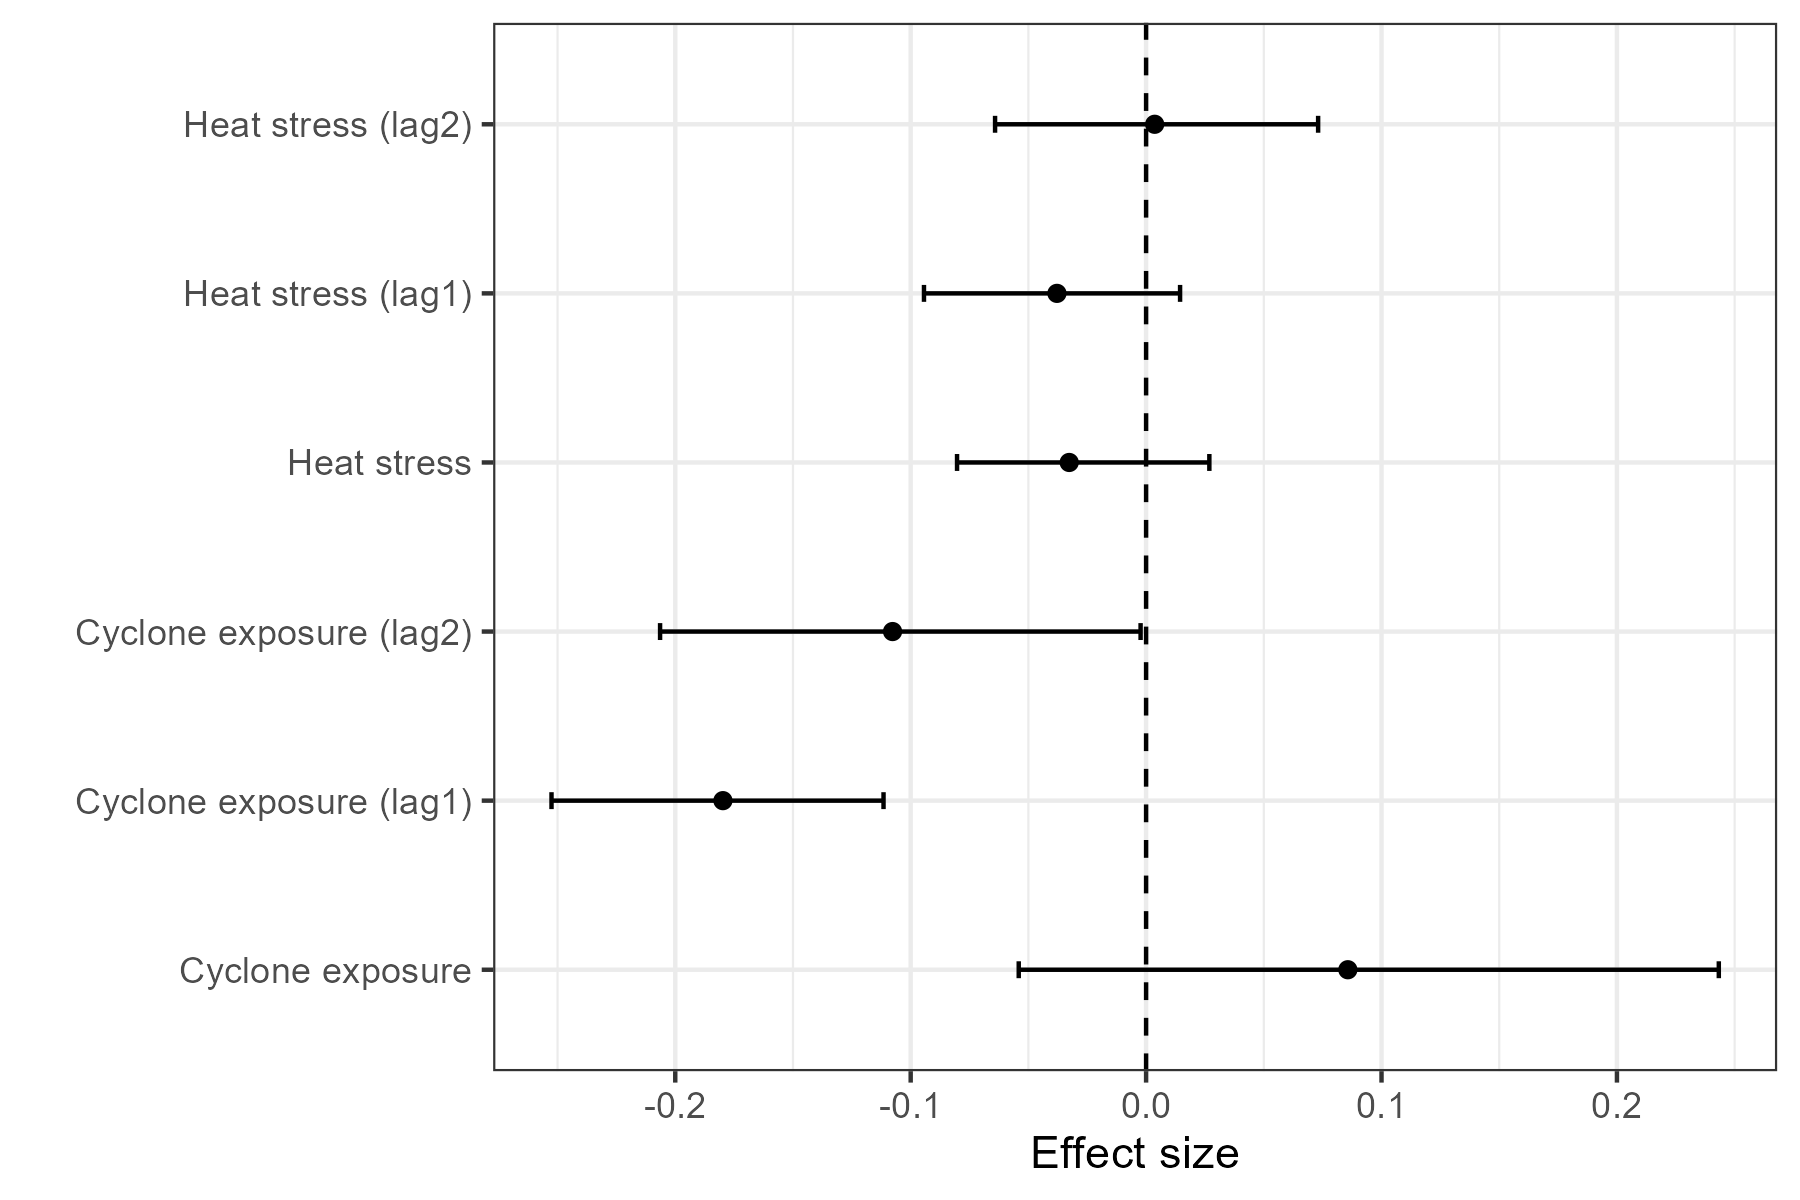 Heat stress (lag2)
Heat stress (lag1)
Heat stress
Cyclone exposure (lag2)
Cyclone exposure (lag1)
Cyclone exposure
-0.2 -0.1 0.0 0.1 0.2
Effect size